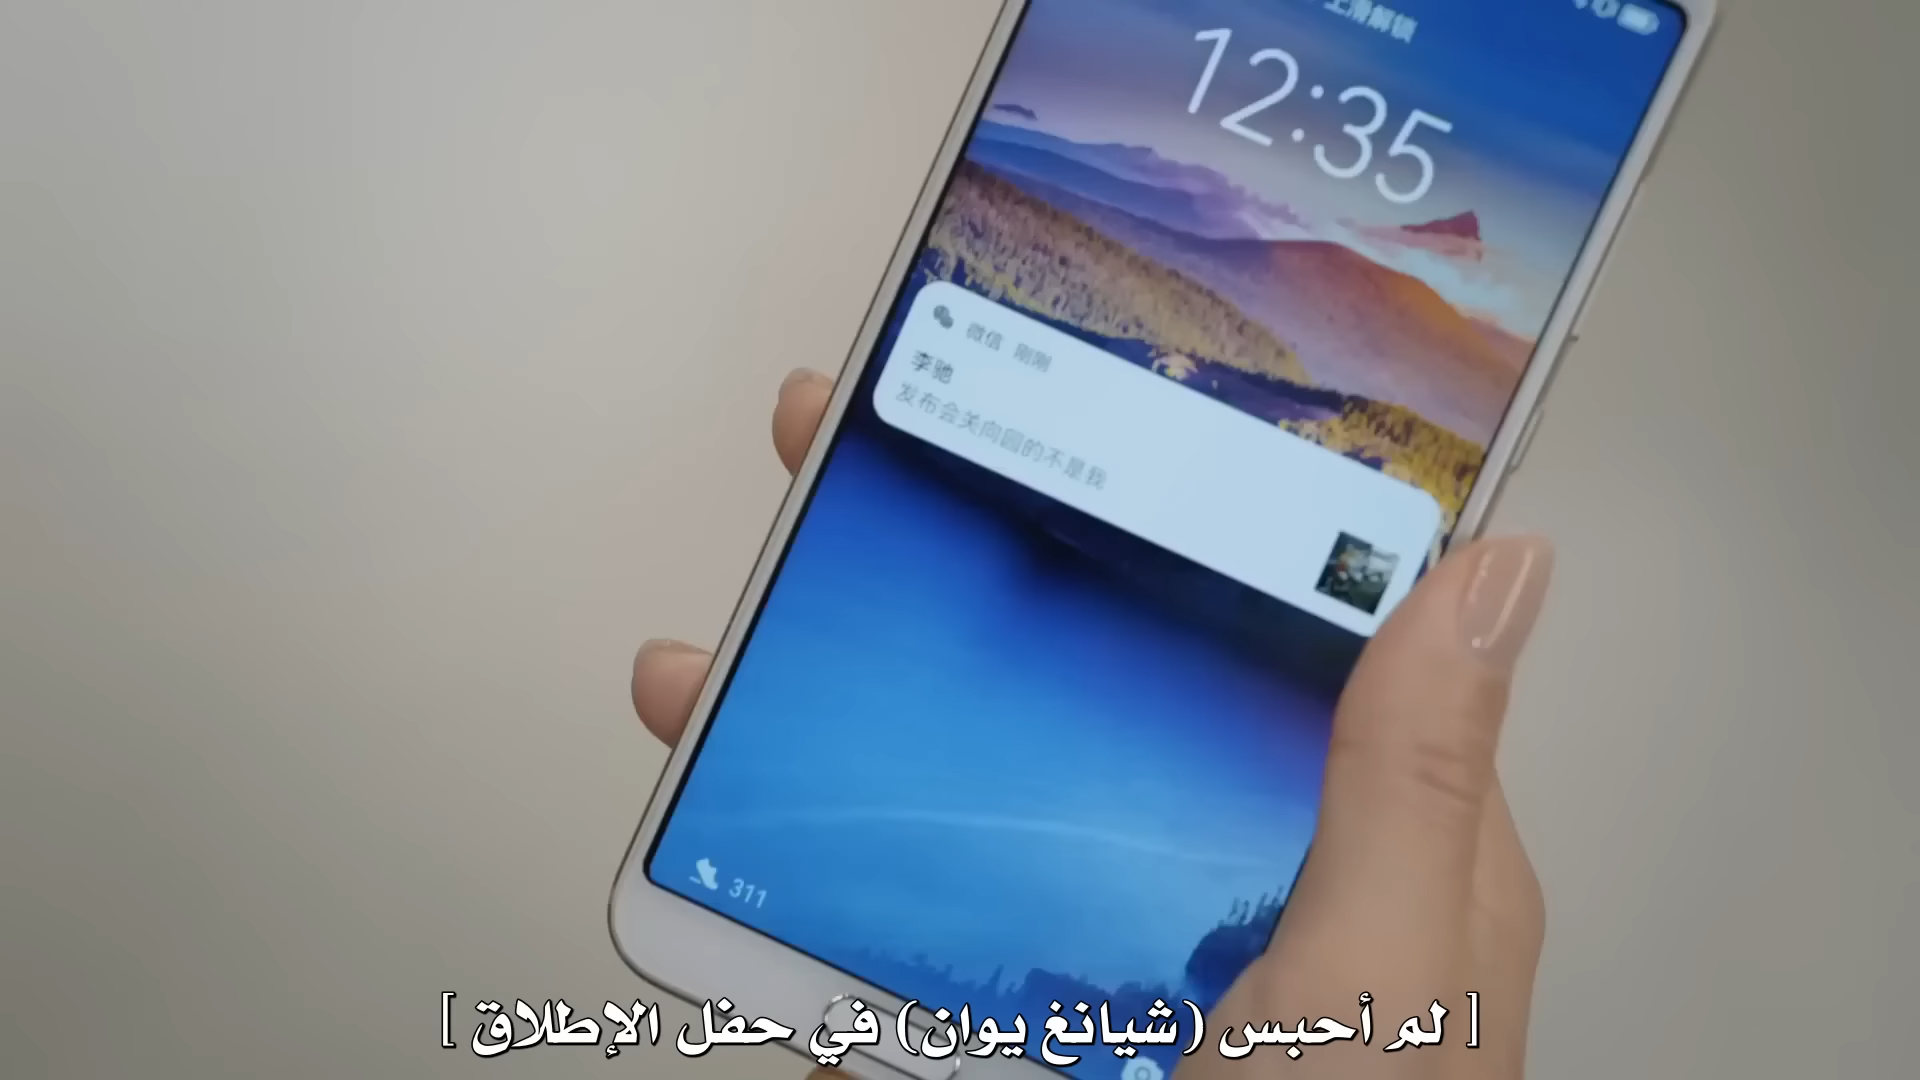 上滑解锁
12:35
微信 刚刚
李驰
发布会关向园的不是我
311
[ لم أحبس (شيانغ يوان) في حفل الإطلاق ]